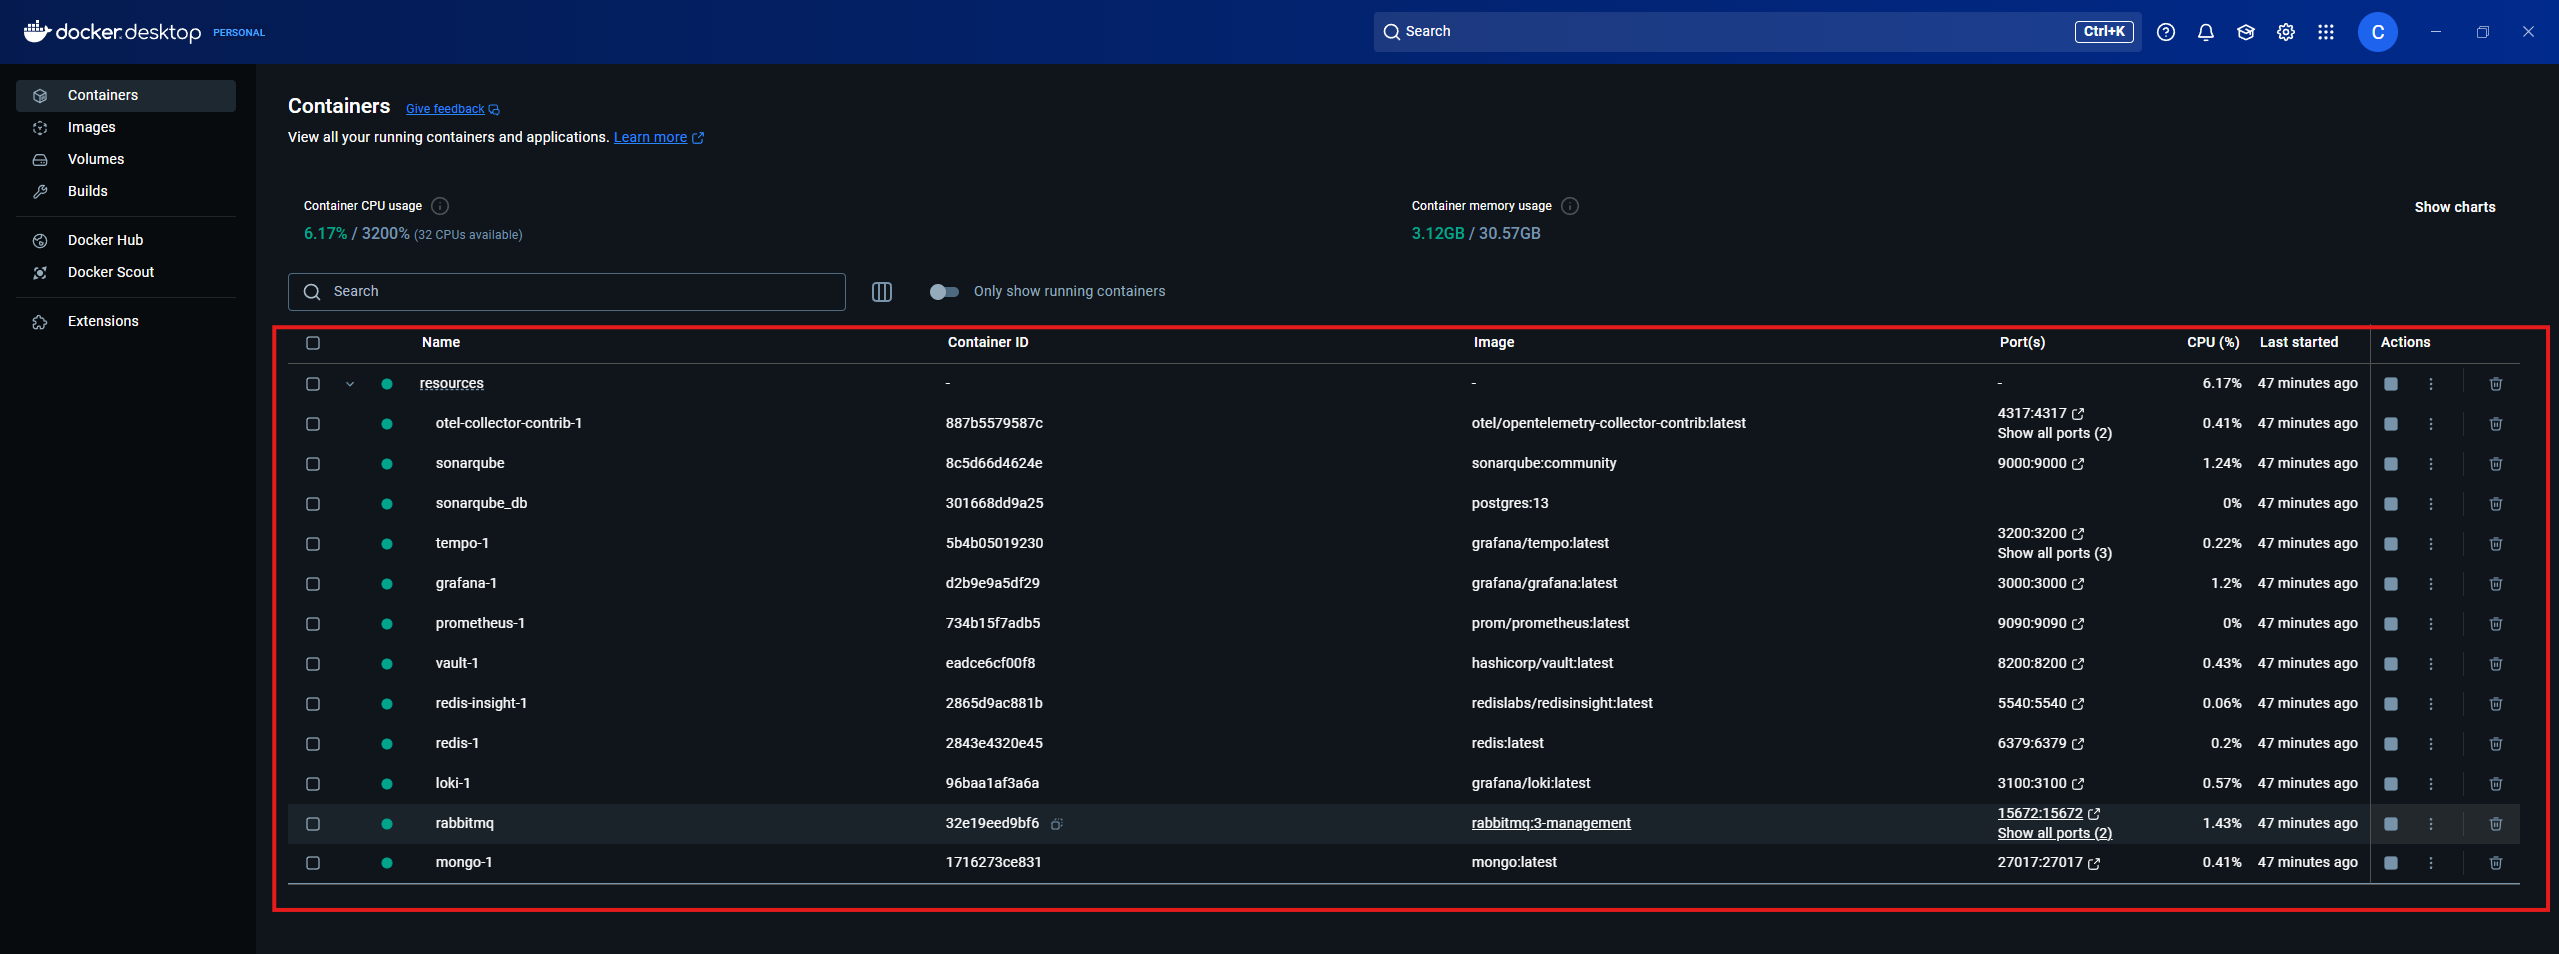 docker.desktop PERSONAL
Search
Ctrl+K
C
Containers
Images
Volumes
Builds
Docker Hub
Docker Scout
Extensions
Containers Give feedback
View all your running containers and applications. Learn more
Container CPU usage
6.17% / 3200% (32 CPUs available)
Container memory usage
3.12GB / 30.57GB
Show charts
Search
Only show running containers
Name Container ID Image Port(s) CPU (%) Last started Actions
resources - - - 6.17% 47 minutes ago
otel-collector-contrib-1 887b5579587c otel/opentelemetry-collector-contrib:latest 4317:4317 Show all ports (2) 0.41% 47 minutes ago
sonarqube 8c5d66d4624e sonarqube:community 9000:9000 1.24% 47 minutes ago
sonarqube_db 301668dd9a25 postgres:13 0% 47 minutes ago
tempo-1 5b4b05019230 grafana/tempo:latest 3200:3200 Show all ports (3) 0.22% 47 minutes ago
grafana-1 d2b9e9a5df29 grafana/grafana:latest 3000:3000 1.2% 47 minutes ago
prometheus-1 734b15f7adb5 prom/prometheus:latest 9090:9090 0% 47 minutes ago
vault-1 eadce6cf00f8 hashicorp/vault:latest 8200:8200 0.43% 47 minutes ago
redis-insight-1 2865d9ac881b redislabs/redisinsight:latest 5540:5540 0.06% 47 minutes ago
redis-1 2843e4320e45 redis:latest 6379:6379 0.2% 47 minutes ago
loki-1 96baa1af3a6a grafana/loki:latest 3100:3100 0.57% 47 minutes ago
rabbitmq 32e19eed9bf6 rabbitmq:3-management 15672:15672 Show all ports (2) 1.43% 47 minutes ago
mongo-1 1716273ce831 mongo:latest 27017:27017 0.41% 47 minutes ago